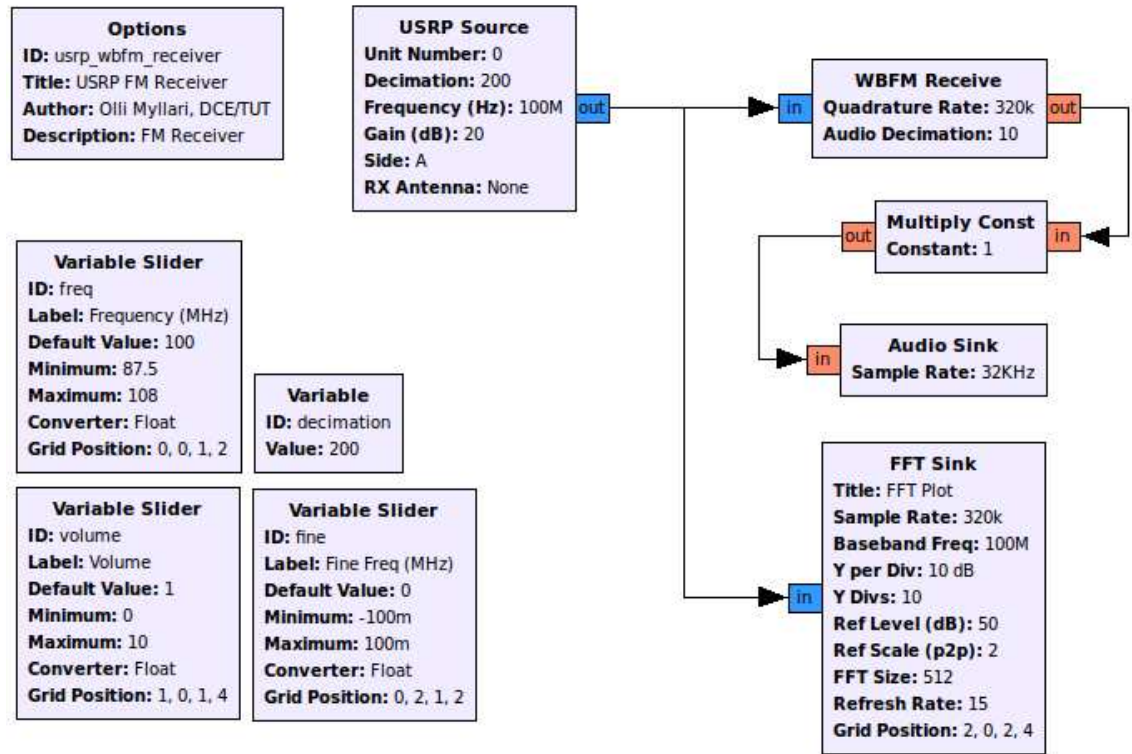 Options
ID: usrp_wbfm_receiver
Title: USRP FM Receiver
Author: Olli Myllari, DCE/TUT
Description: FM Receiver
USRP Source
Unit Number: 0
Decimation: 200
Frequency (Hz): 100M
Gain (dB): 20
Side: A
RX Antenna: None
out
in
WBFM Receive
Quadrature Rate: 320k
Audio Decimation: 10
out
out
Multiply Const
Constant: 1
in
in
Audio Sink
Sample Rate: 32KHz
Variable Slider
ID: freq
Label: Frequency (MHz)
Default Value: 100
Minimum: 87.5
Maximum: 108
Converter: Float
Grid Position: 0, 0, 1, 2
Variable
ID: decimation
Value: 200
Variable Slider
ID: volume
Label: Volume
Default Value: 1
Minimum: 0
Maximum: 10
Converter: Float
Grid Position: 1, 0, 1, 4
Variable Slider
ID: fine
Label: Fine Freq (MHz)
Default Value: 0
Minimum: -100m
Maximum: 100m
Converter: Float
Grid Position: 0, 2, 1, 2
in
FFT Sink
Title: FFT Plot
Sample Rate: 320k
Baseband Freq: 100M
Y per Div: 10 dB
Y Divs: 10
Ref Level (dB): 50
Ref Scale (p2p): 2
FFT Size: 512
Refresh Rate: 15
Grid Position: 2, 0, 2, 4